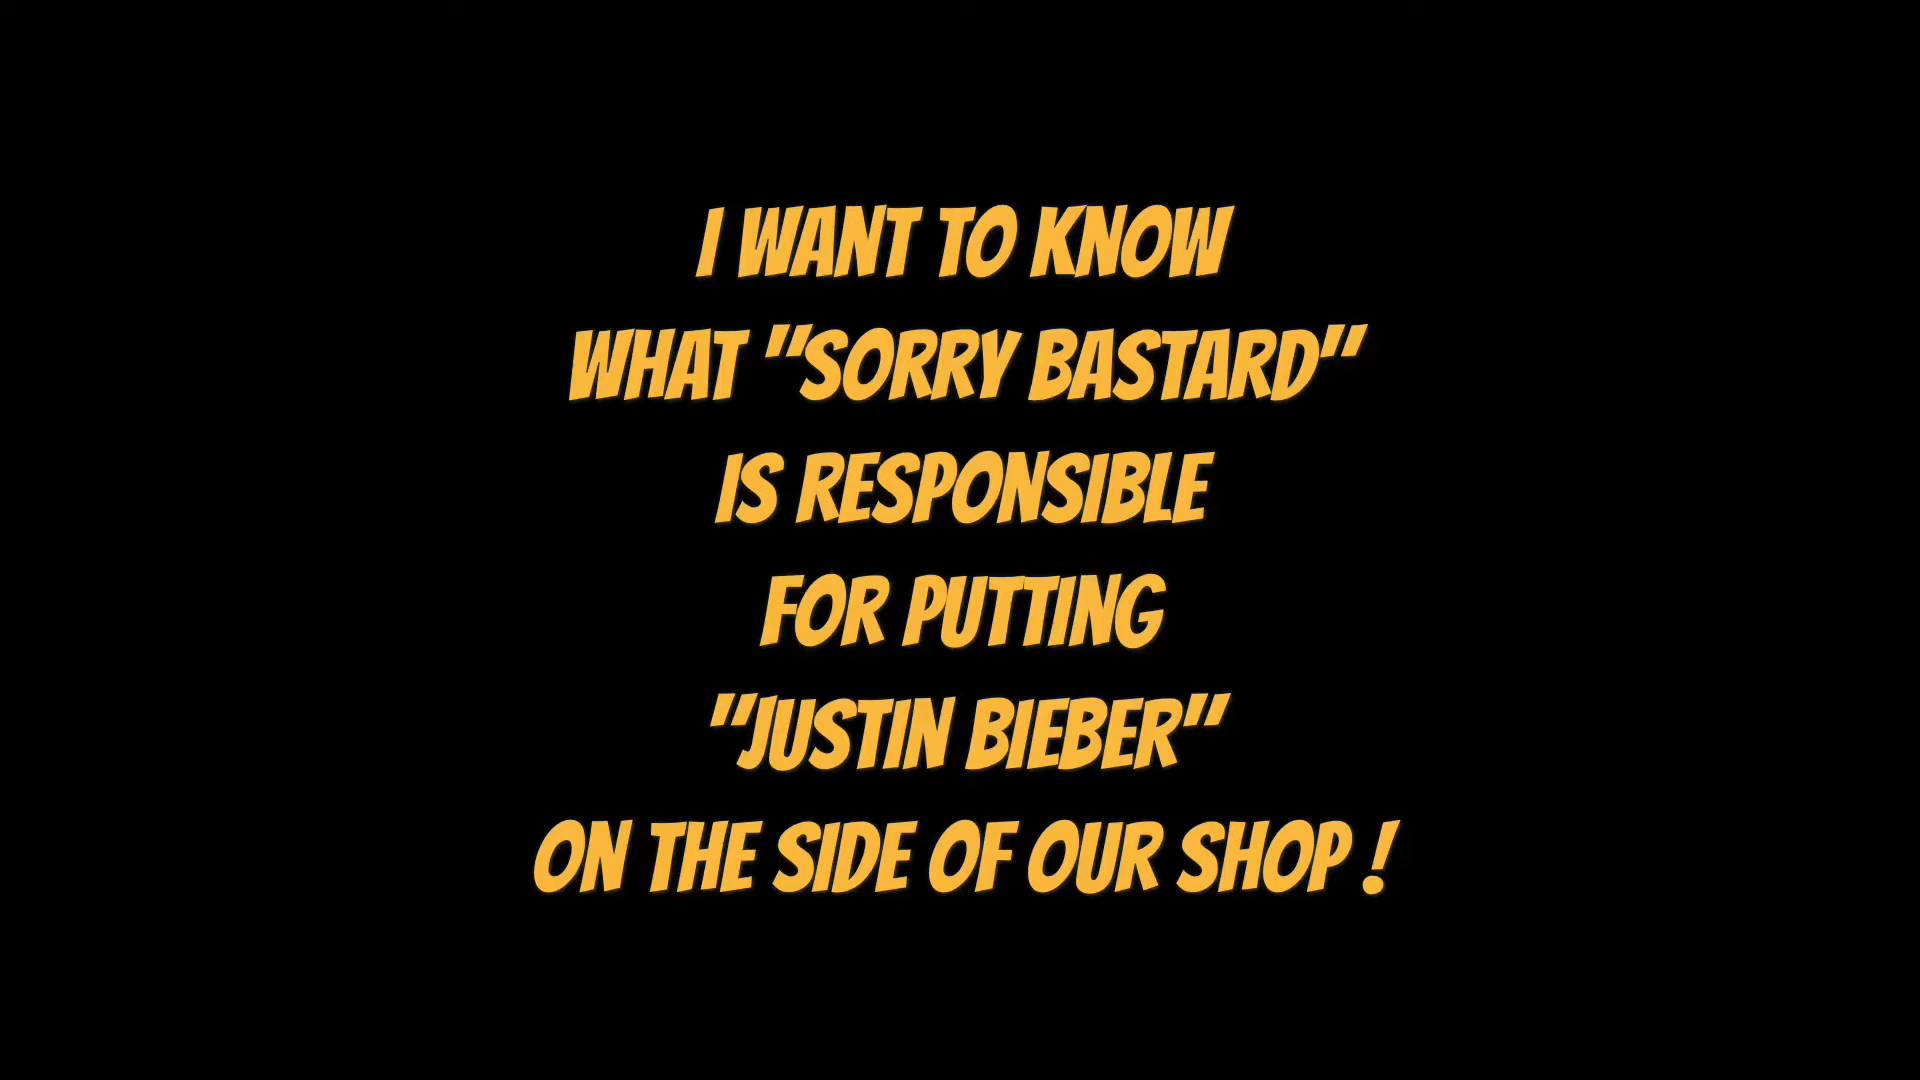 I WANT TO KNOW
WHAT "SORRY BASTARD"
IS RESPONSIBLE
FOR PUTTING
"JUSTIN BIEBER"
ON THE SIDE OF OUR SHOP !